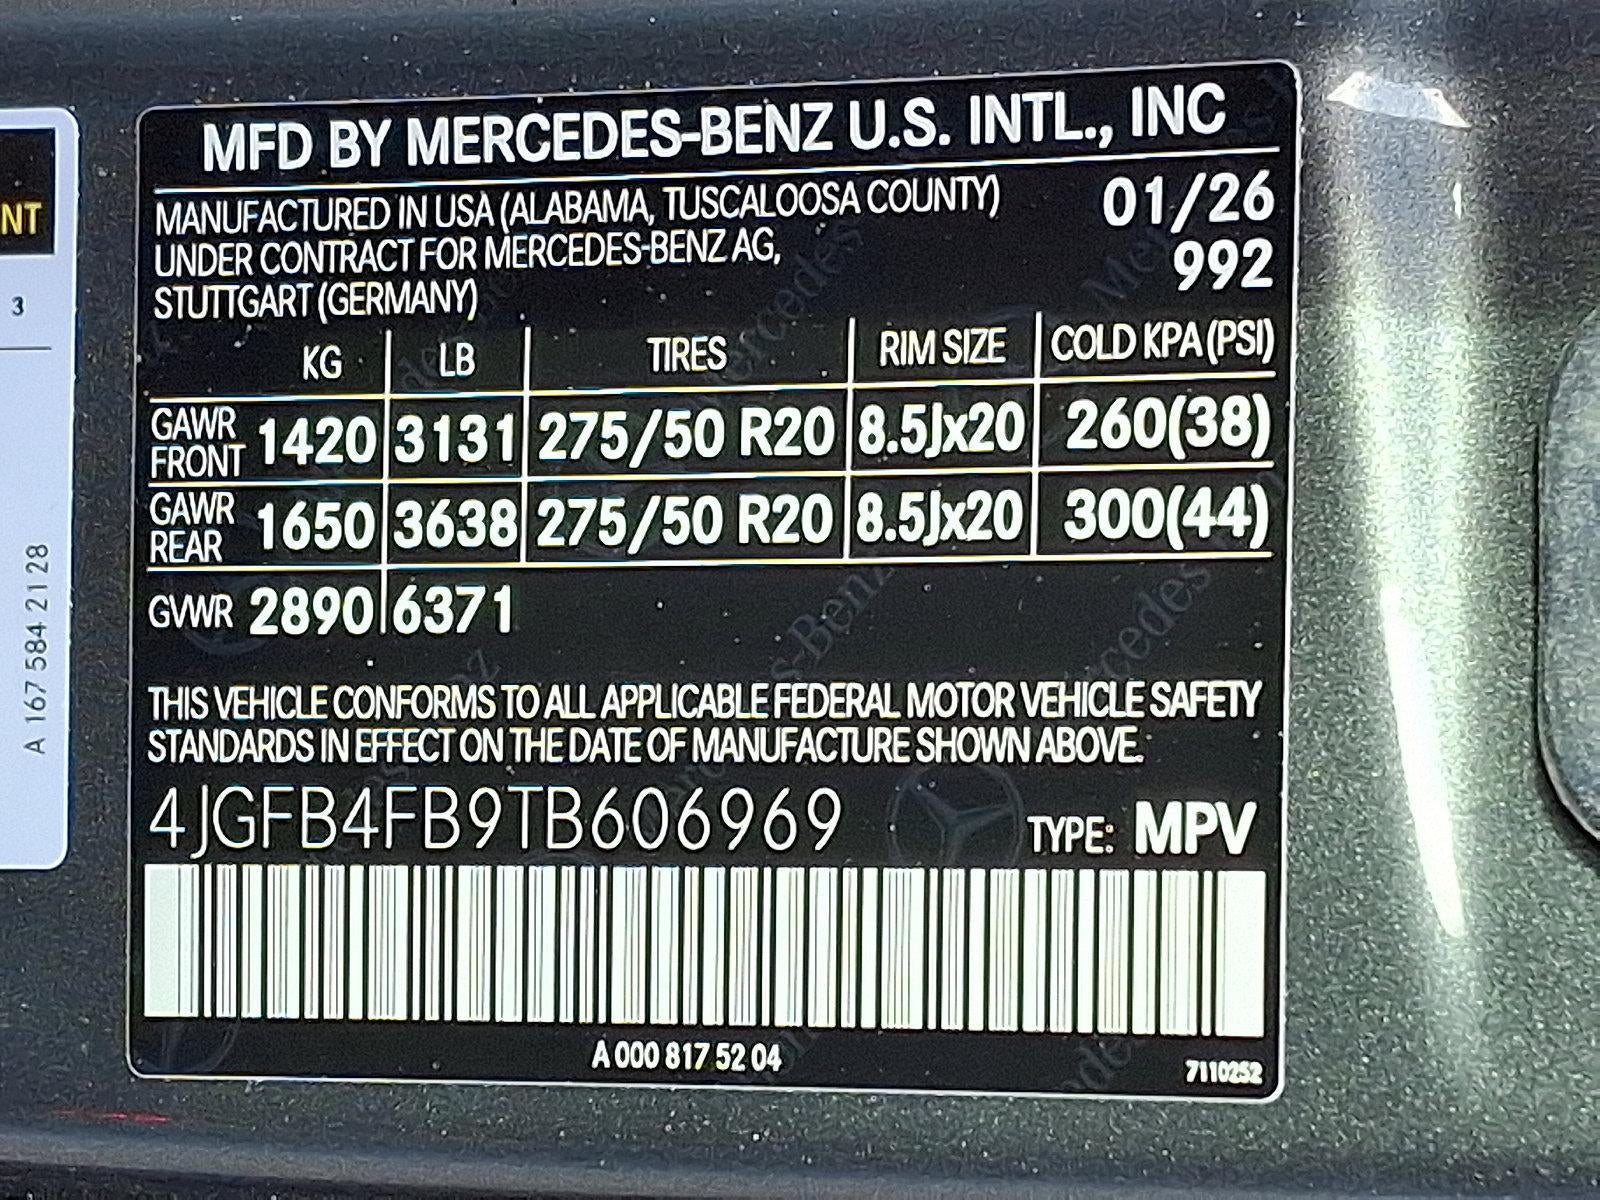 MFD BY MERCEDES-BENZ U.S. INTL., INC
MANUFACTURED IN USA (ALABAMA, TUSCALOOSA COUNTY) 01/26
UNDER CONTRACT FOR MERCEDES-BENZ AG, 992
STUTTGART (GERMANY)
KG LB TIRES RIM SIZE COLD KPA (PSI)
GAWR FRONT 1420 3131 275/50 R20 8.5Jx20 260(38)
GAWR REAR 1650 3638 275/50 R20 8.5Jx20 300(44)
GVWR 2890 6371
THIS VEHICLE CONFORMS TO ALL APPLICABLE FEDERAL MOTOR VEHICLE SAFETY
STANDARDS IN EFFECT ON THE DATE OF MANUFACTURE SHOWN ABOVE.
4JGFB4FB9TB606969 TYPE: MPV
A 000 817 52 04 7110252
NT
3
A 167 584 21 28